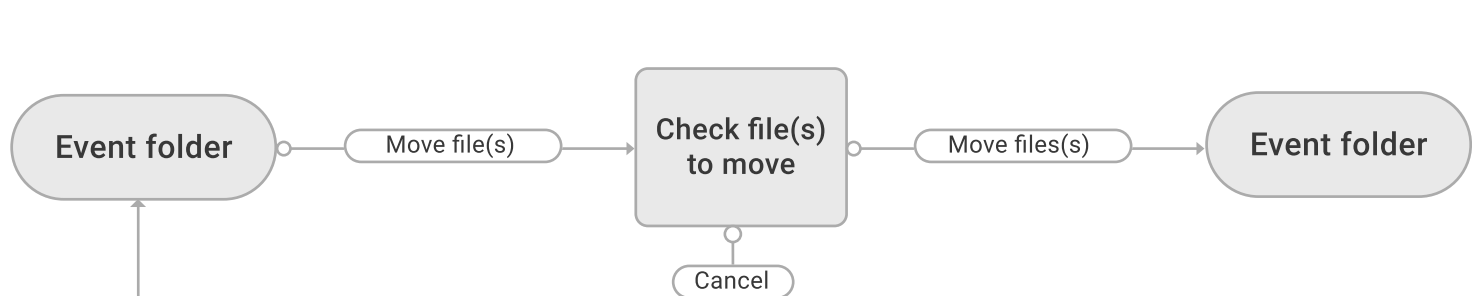 Event folder
Move file(s)
Check file(s)
to move
Move files(s)
Event folder
Cancel